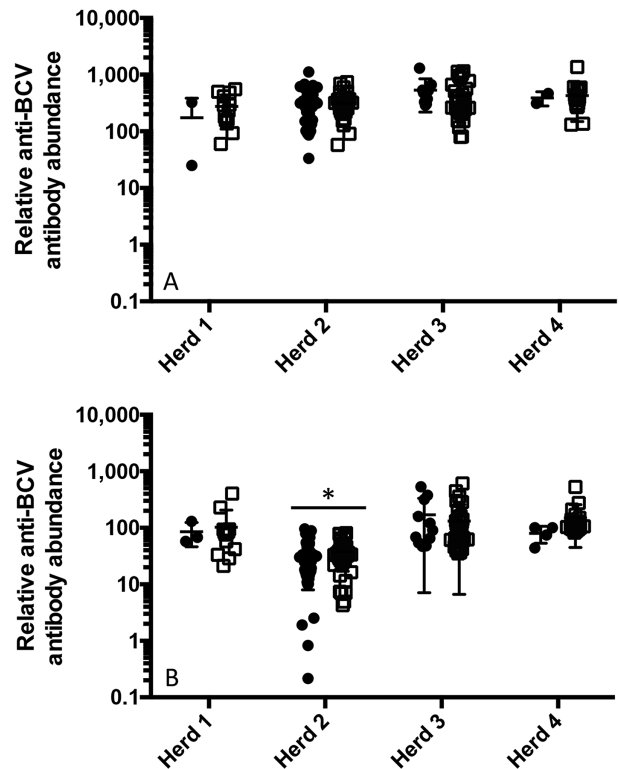 Relative anti-BCV
antibody abundance
10,000
1,000
100
10
1
0.1
A
Herd 1
Herd 2
Herd 3
Herd 4
Relative anti-BCV
antibody abundance
10,000
1,000
100
10
1
0.1
*
B
Herd 1
Herd 2
Herd 3
Herd 4